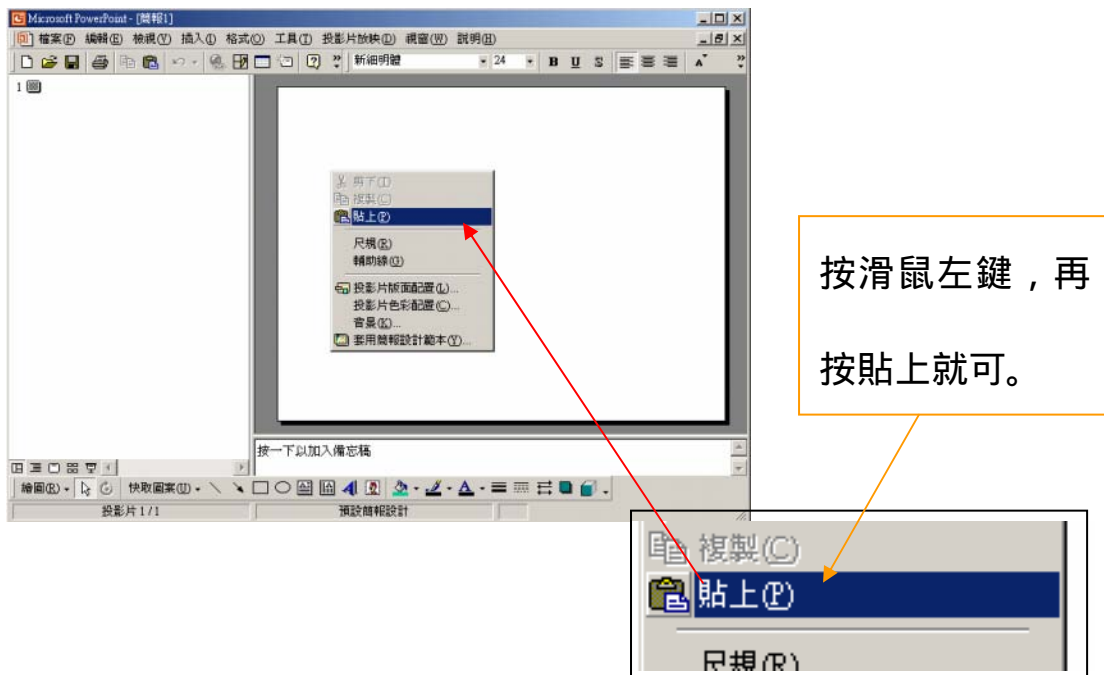 Microsoft PowerPoint - [簡報1]
檔案(F) 編輯(E) 檢視(V) 插入(I) 格式(O) 工具(T) 投影片放映(D) 視窗(W) 說明(H)
新細明體 24 B U S A
1
剪下(T)
複製(C)
貼上(P)
尺規(R)
輔助線(G)
投影片版面配置(L)...
投影片色彩配置(C)...
背景(K)...
套用簡報設計範本(Y)...
按一下以加入備忘稿
繪圖(R) 快取圖案(U)
投影片 1 / 1 預設簡報設計
按滑鼠左鍵，再
按貼上就可。
複製(C)
貼上(P)
尺規(R)